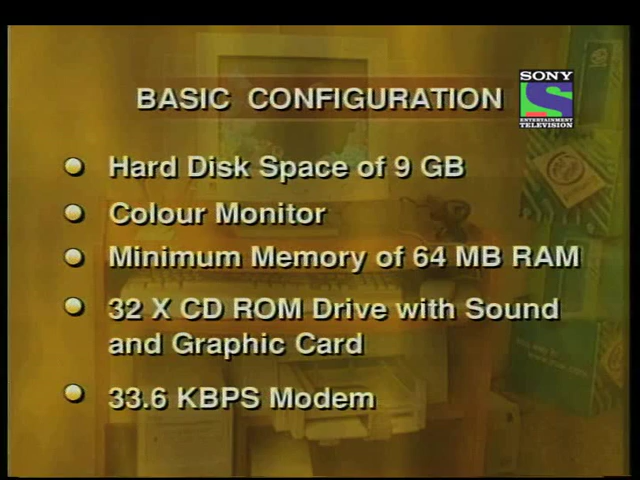 BASIC CONFIGURATION
SONY
ENTERTAINMENT
TELEVISION
Hard Disk Space of 9 GB
Colour Monitor
Minimum Memory of 64 MB RAM
32 X CD ROM Drive with Sound
and Graphic Card
33.6 KBPS Modem